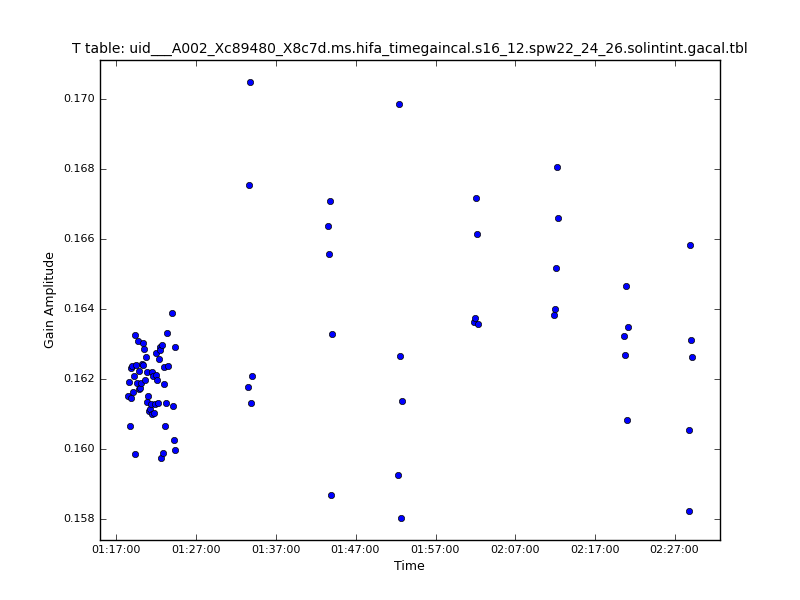 T table: uid___A002_Xc89480_X8c7d.ms.hifa_timegaincal.s16_12.spw22_24_26.solintint.gacal.tbl
0.170
0.168
0.166
0.164
0.162
0.160
0.158
Gain Amplitude
01:17:00 01:27:00 01:37:00 01:47:00 01:57:00 02:07:00 02:17:00 02:27:00
Time